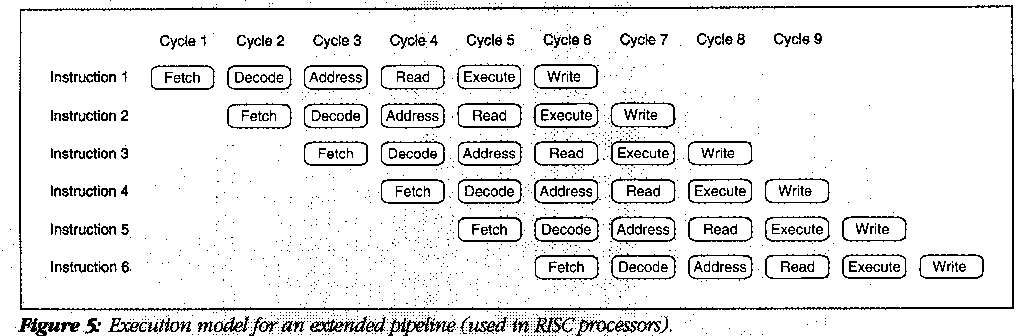 Cycle 1 Cycle 2 Cycle 3 Cycle 4 Cycle 5 Cycle 6 Cycle 7 Cycle 8 Cycle 9
Instruction 1 Fetch Decode Address Read Execute Write
Instruction 2 Fetch Decode Address Read Execute Write
Instruction 3 Fetch Decode Address Read Execute Write
Instruction 4 Fetch Decode Address Read Execute Write
Instruction 5 Fetch Decode Address Read Execute Write
Instruction 6 Fetch Decode Address Read Execute Write
Figure 5: Execution model for an extended pipeline (used in RISC processors).